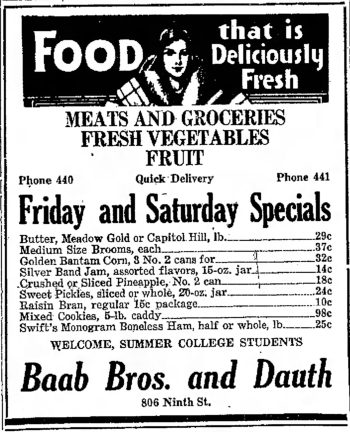 FOOD
that is
Deliciously
Fresh
MEATS AND GROCERIES
FRESH VEGETABLES
FRUIT
Phone 440 Quick Delivery Phone 441
Friday and Saturday Specials
Butter, Meadow Gold or Capitol Hill, lb. 29c
Medium Size Brooms, each 37c
Golden Bantam Corn, 3 No. 2 cans for 32c
Silver Band Jam, assorted flavors, 15-oz. jar 14c
Crushed or Sliced Pineapple, No. 2 can 18c
Sweet Pickles, sliced or whole, 20-oz. jar 24c
Raisin Bran, regular 15c package 10c
Mixed Cookies, 5-lb. caddy 98c
Swift's Monogram Boneless Ham, half or whole, lb. 25c
WELCOME, SUMMER COLLEGE STUDENTS
Baab Bros. and Dauth
806 Ninth St.